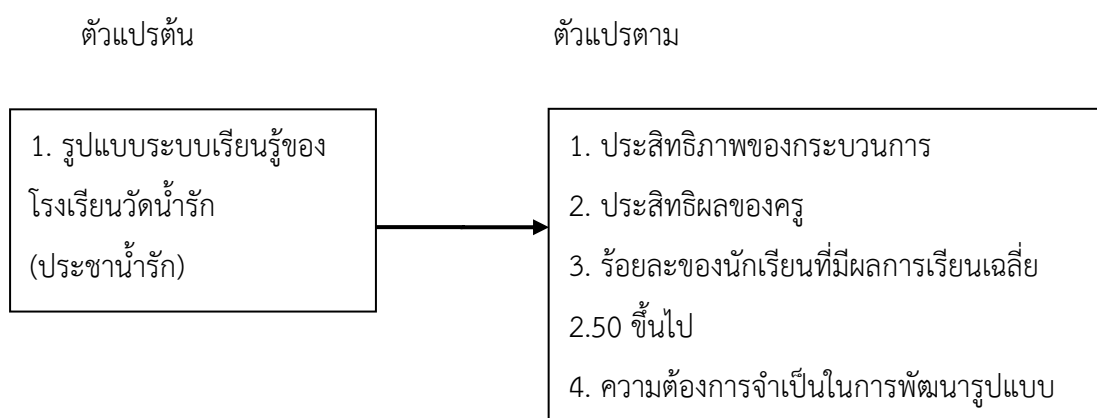 ตัวแปรต้น
ตัวแปรตาม
1. รูปแบบระบบเรียนรู้ของ
โรงเรียนวัดน้ำรัก
(ประชาน้ำรัก)
1. ประสิทธิภาพของกระบวนการ
2. ประสิทธิผลของครู
3. ร้อยละของนักเรียนที่มีผลการเรียนเฉลี่ย
2.50 ขึ้นไป
4. ความต้องการจำเป็นในการพัฒนารูปแบบ